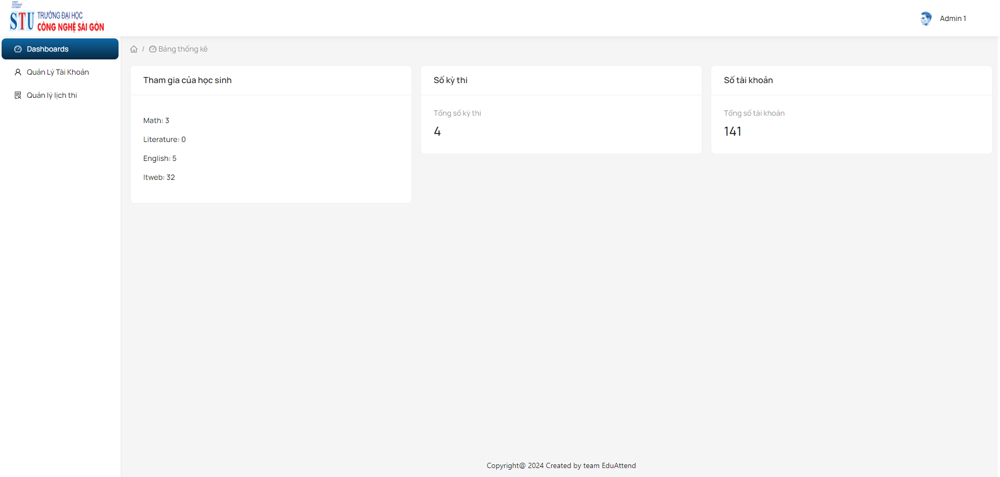 STU TRƯỜNG ĐẠI HỌC
CÔNG NGHỆ SÀI GÒN
Admin 1
Dashboards
Quản Lý Tài Khoản
Quản lý lịch thi
/ Bảng thống kê
Tham gia của học sinh
Math: 3
Literature: 0
English: 5
Itweb: 32
Số kỳ thi
Tổng số kỳ thi
4
Số tài khoản
Tổng số tài khoản
141
Copyright@ 2024 Created by team EduAttend